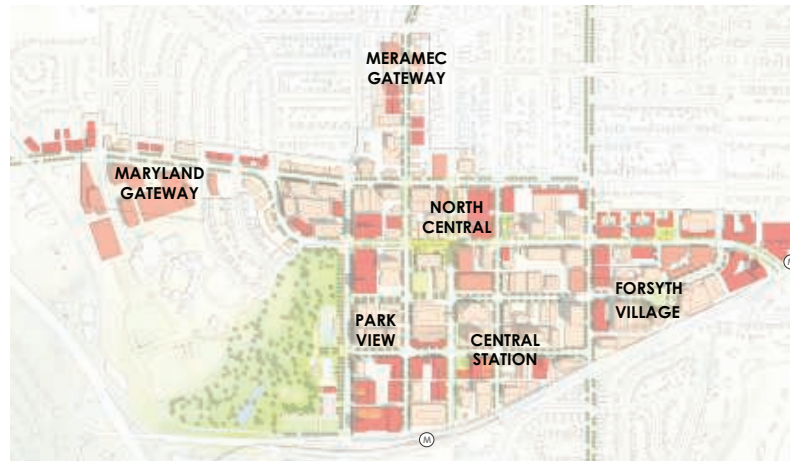 MERAMEC
GATEWAY
MARYLAND
GATEWAY
NORTH
CENTRAL
FORSYTH
VILLAGE
PARK
VIEW
CENTRAL
STATION
M
M